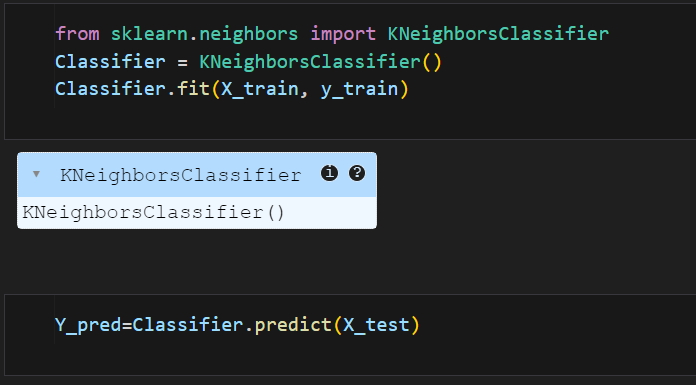 from sklearn.neighbors import KNeighborsClassifier
Classifier = KNeighborsClassifier()
Classifier.fit(X_train, y_train)
KNeighborsClassifier i ?
KNeighborsClassifier()
Y_pred=Classifier.predict(X_test)